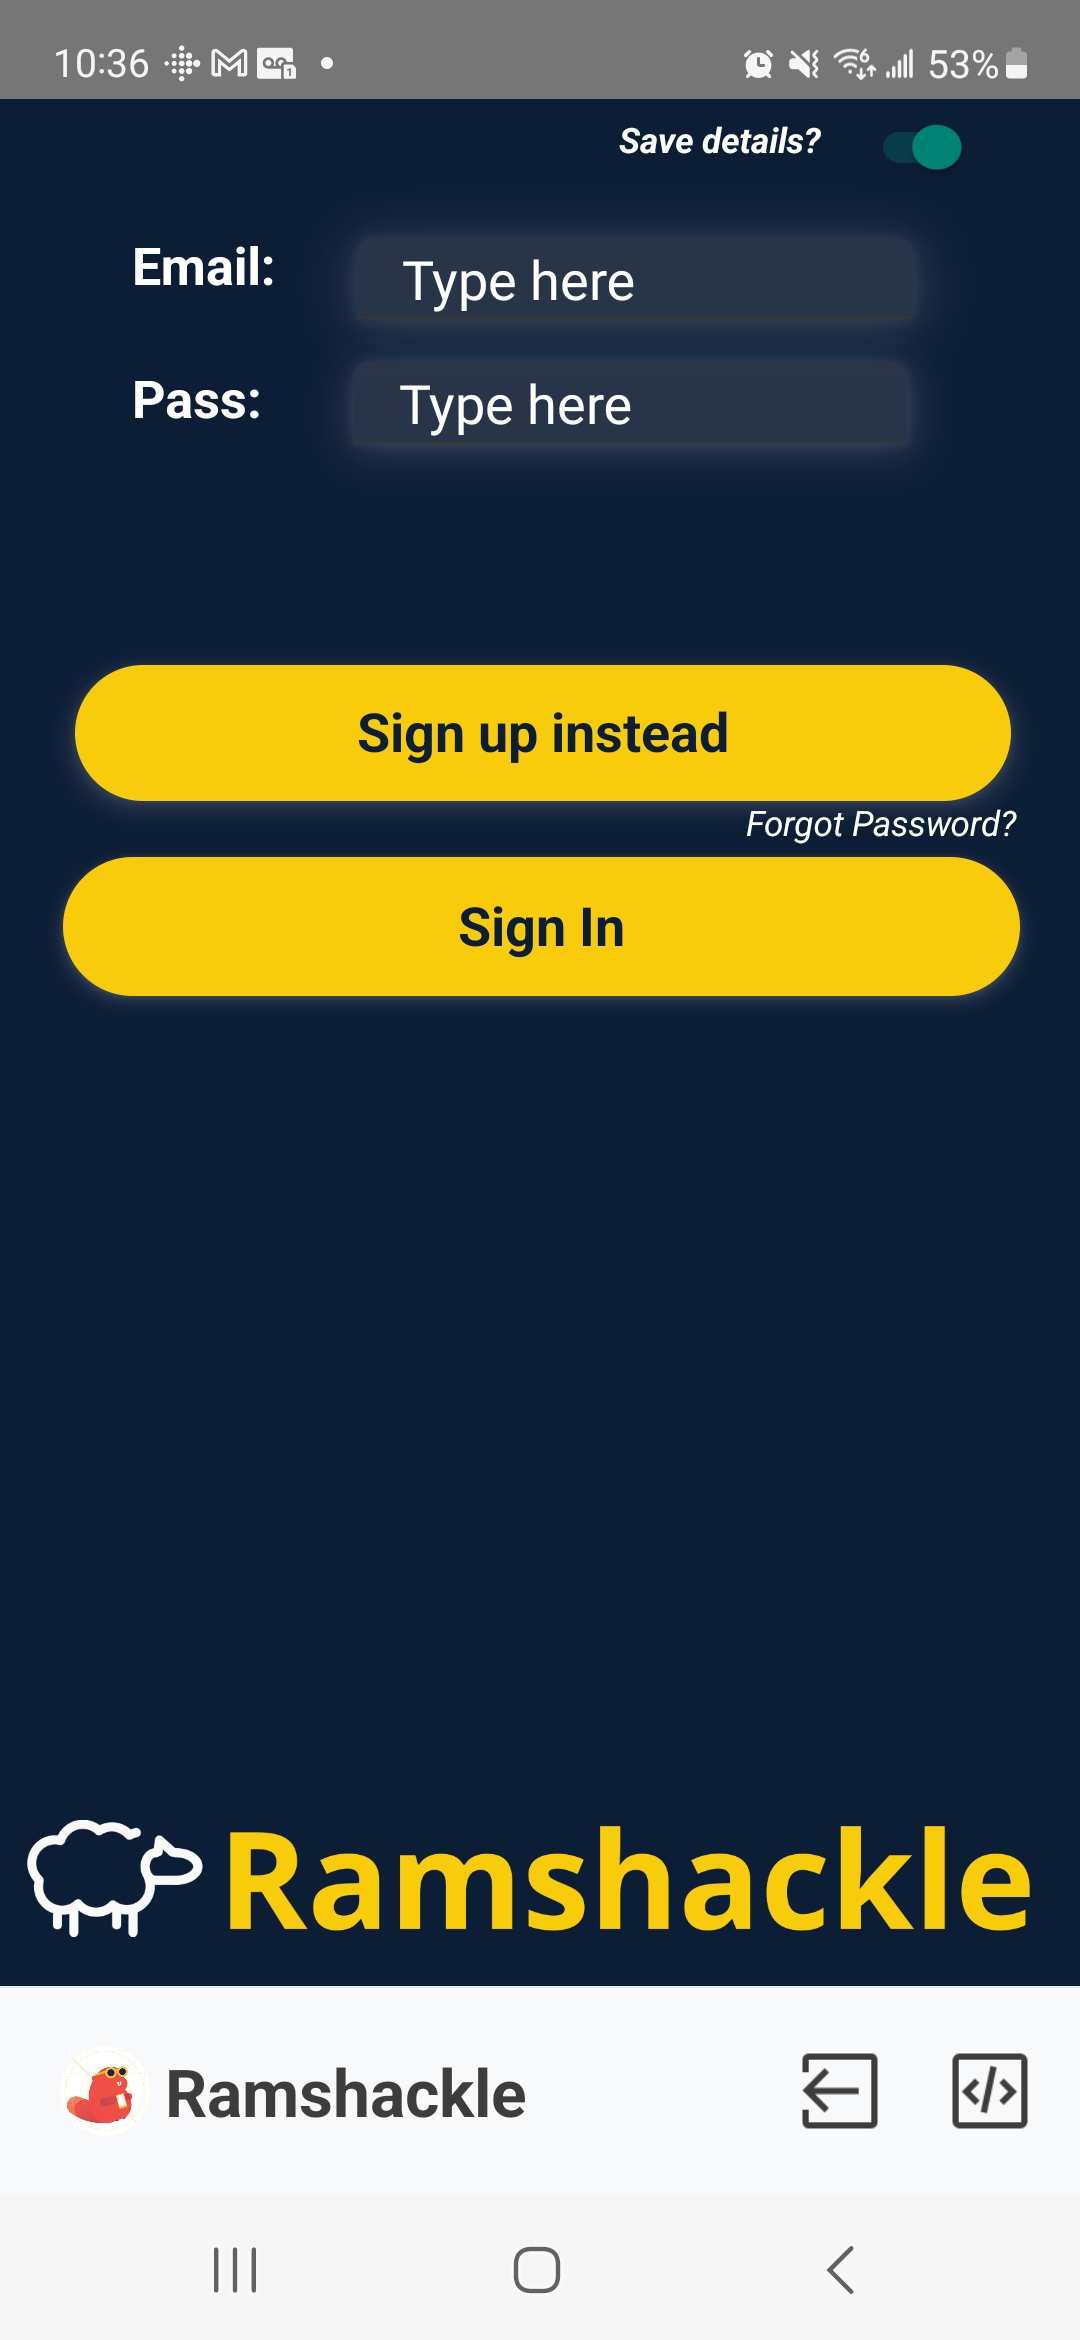 10:36 53%
Save details?
Email: Type here
Pass: Type here
Sign up instead
Forgot Password?
Sign In
Ramshackle
Ramshackle